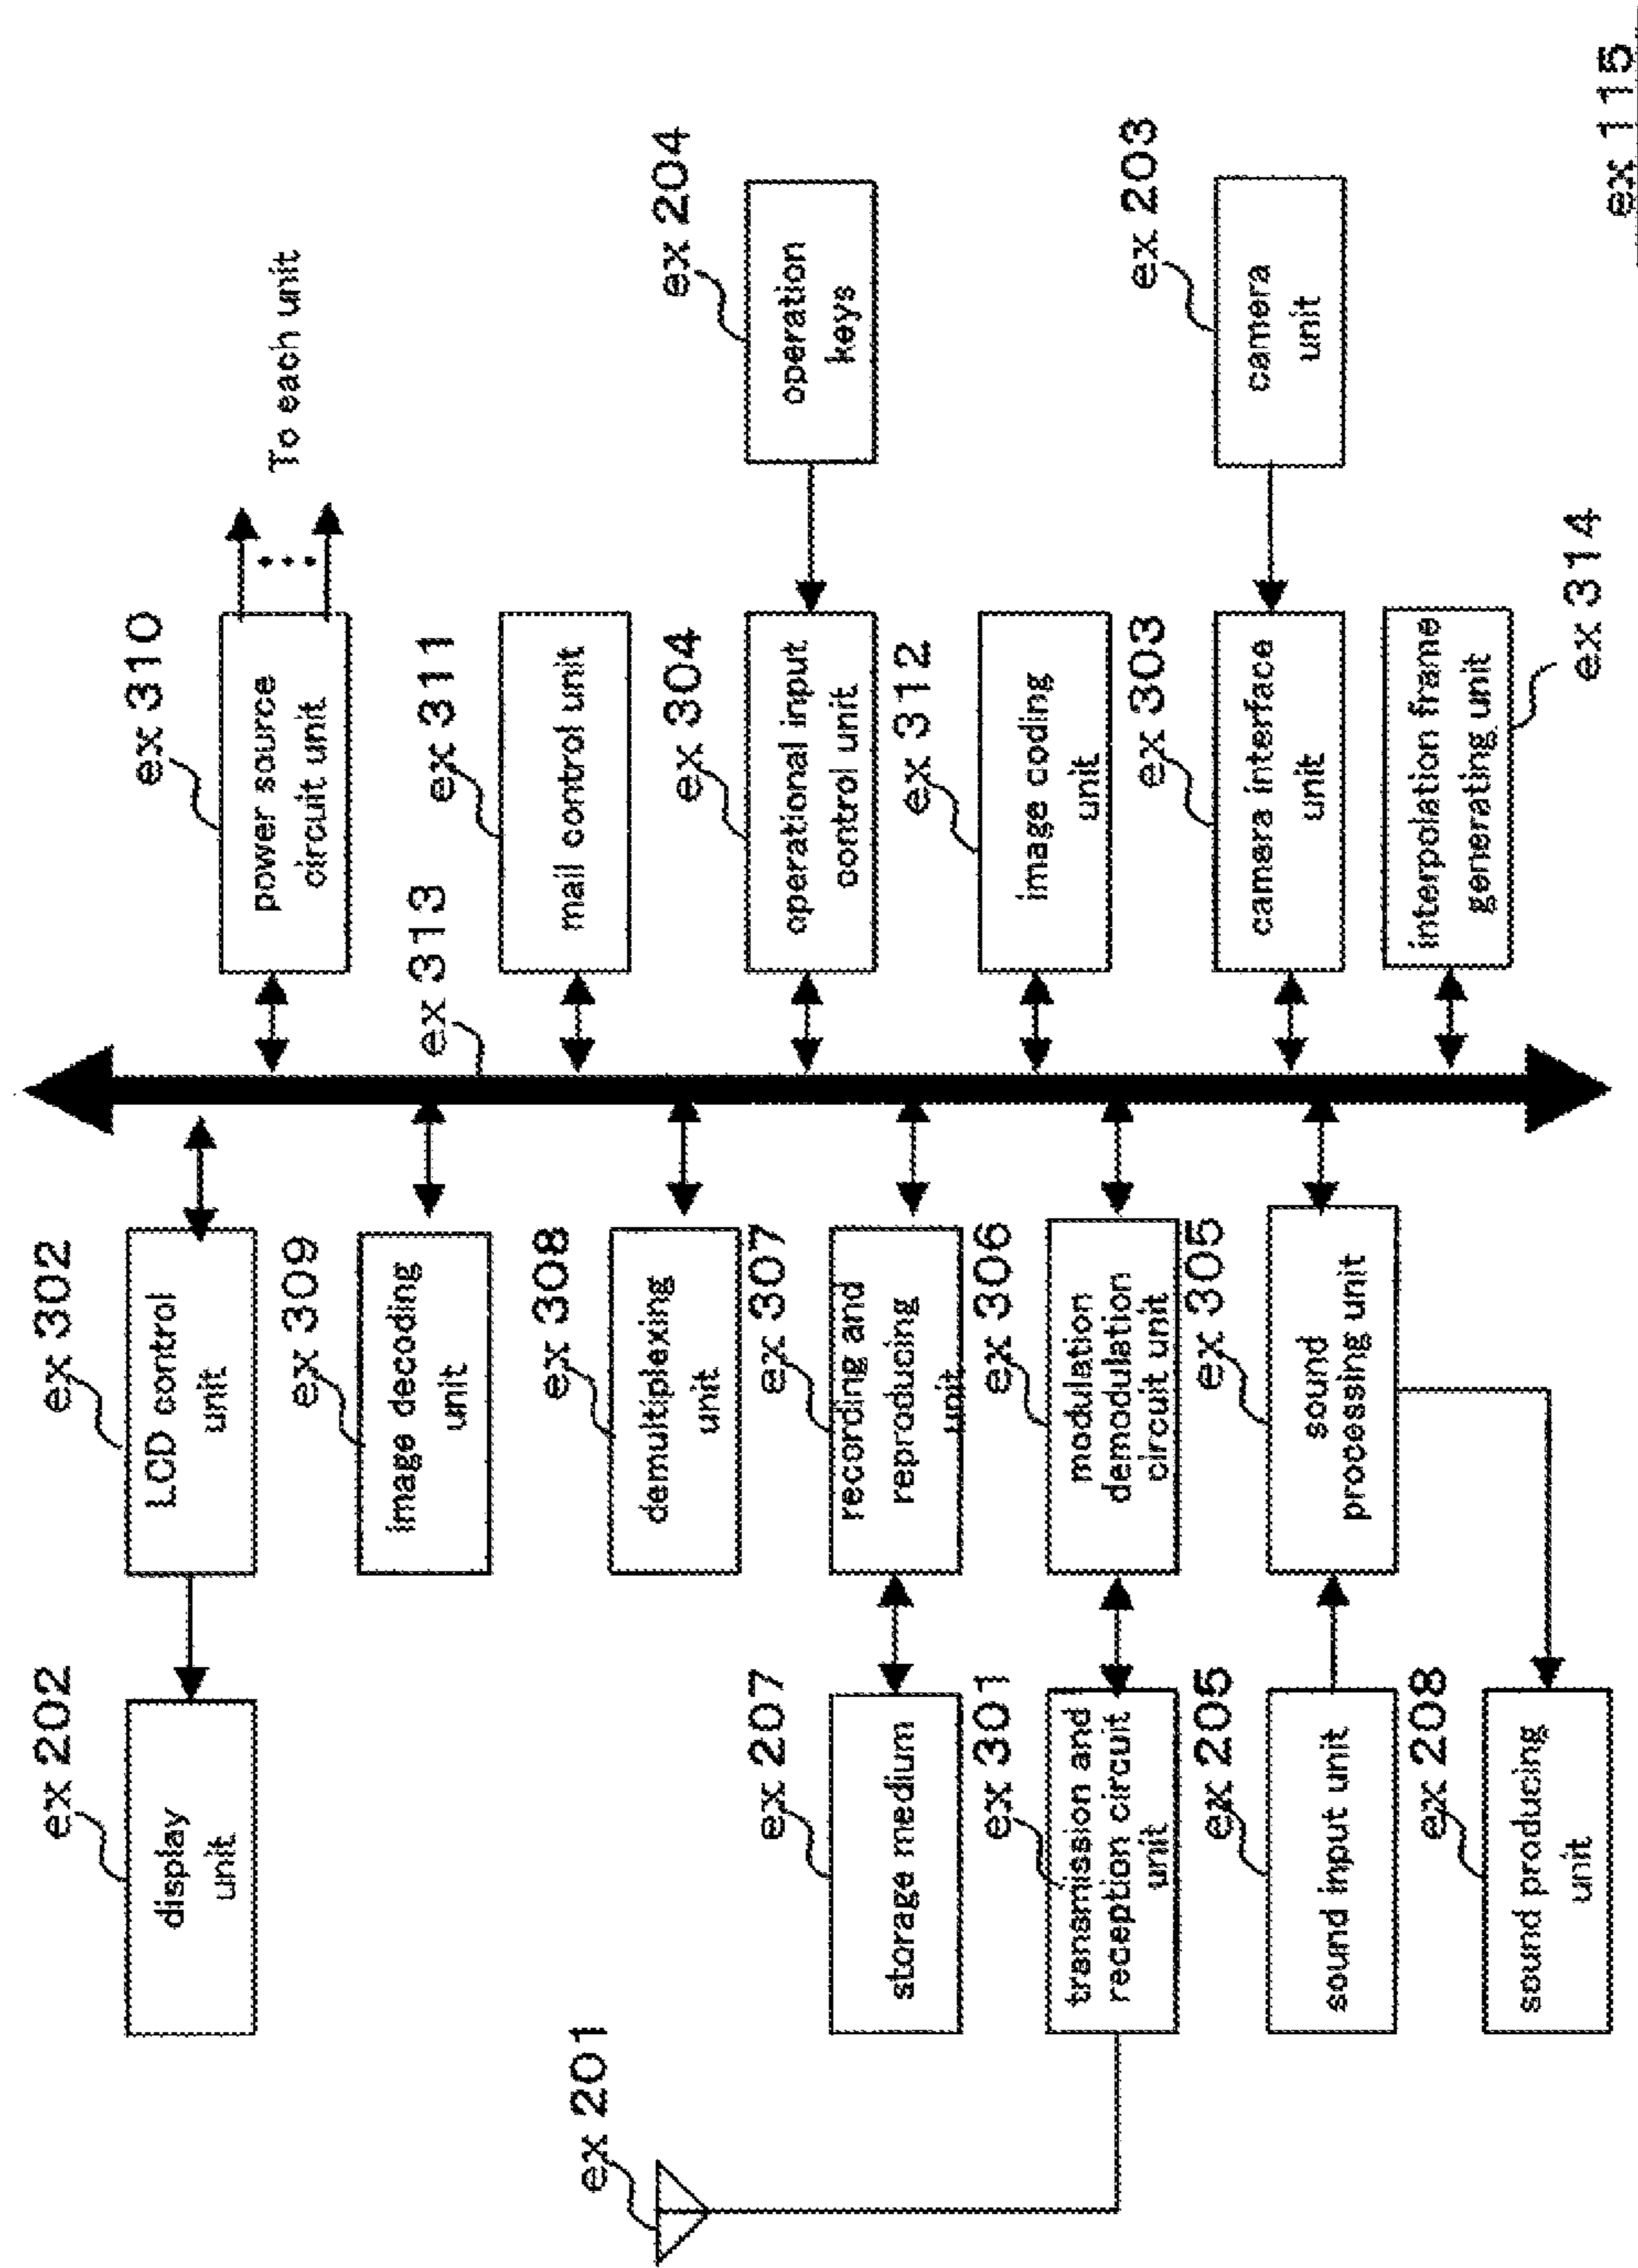 ex 201
ex 202
display
unit
ex 207
storage medium
ex 301
transmission and
reception circuit
unit
ex 205
sound input unit
ex 208
sound producing
unit
ex 302
LCD control
unit
ex 309
image decoding
unit
ex 308
demultiplexing
unit
ex 307
recording and
reproducing
unit
ex 306
modulation
demodulation
circuit unit
ex 305
sound
processing unit
ex 313
ex 310
power source
circuit unit
To each unit
ex 311
mail control unit
ex 304
operational input
control unit
ex 312
image coding
unit
ex 303
camera interface
unit
interpolation frame
generating unit
ex 314
ex 204
operation
keys
ex 203
camera
unit
ex 115